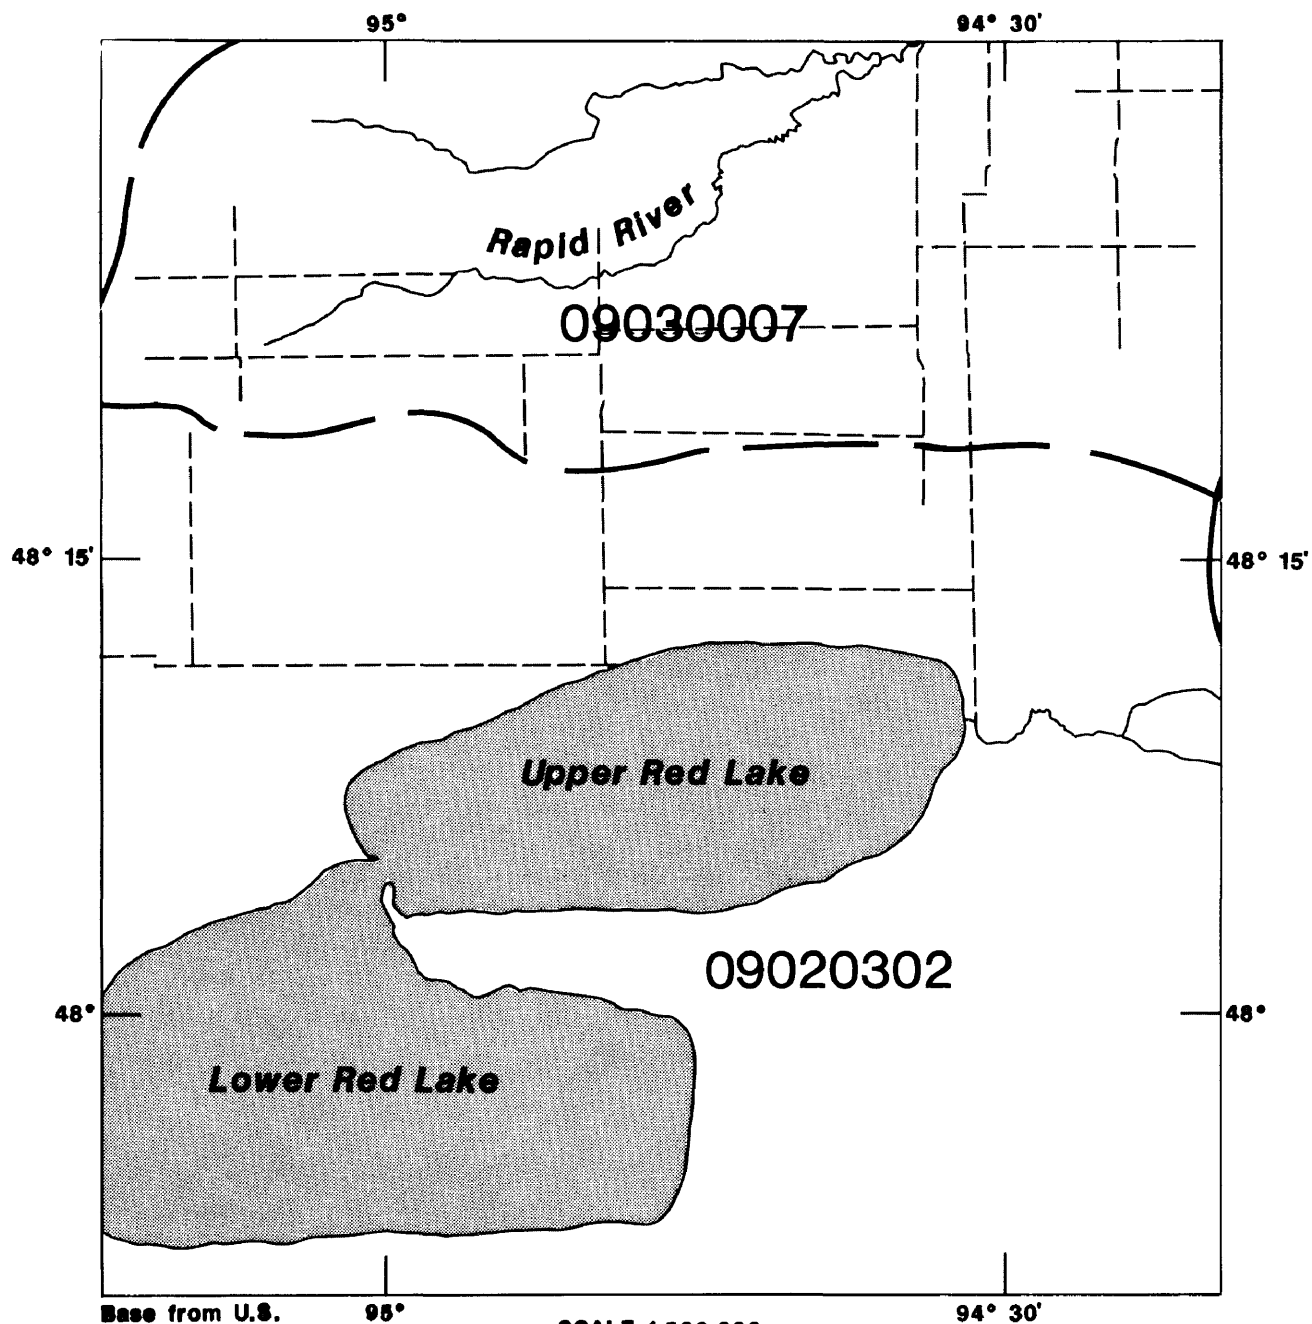 95° 94° 30'
Rapid River
09030007
48° 15' 48° 15'
Upper Red Lake
09020302
48° 48°
Lower Red Lake
Base from U.S. 95° 94° 30'